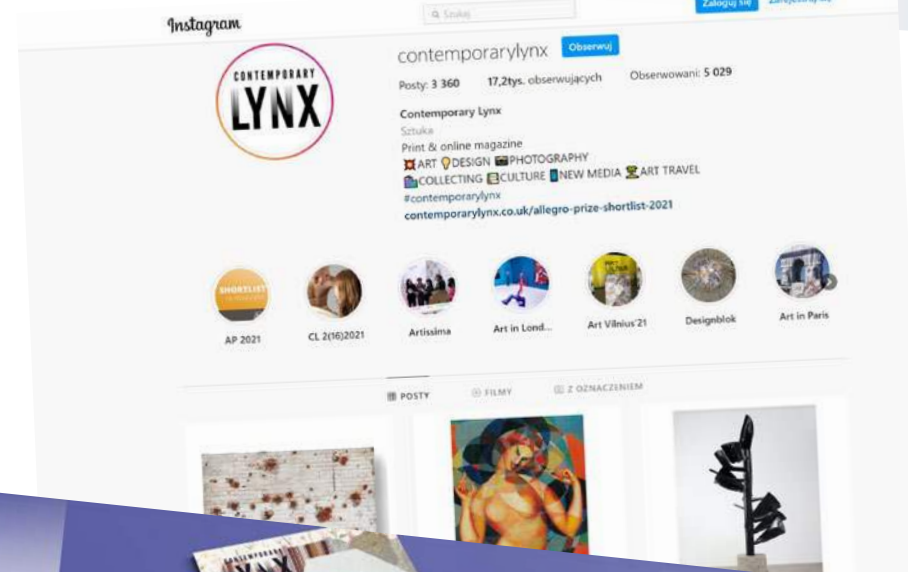 Instagram
Szukaj
Zaloguj się
CONTEMPORARY
LYNX
contemporarylynx Obserwuj
Posty: 3 360 17,2tys. obserwujących Obserwowani: 5 029
Contemporary Lynx
Sztuka
Print & online magazine
ART DESIGN PHOTOGRAPHY
COLLECTING CULTURE NEW MEDIA ART TRAVEL
#contemporarylynx
contemporarylynx.co.uk/allegro-prize-shortlist-2021
SHORTLIST
AP 2021 CL 2(16)2021 Artissima Art in Lond... Art Vilnius'21 Designblok Art in Paris
POSTY FILMY Z OZNACZENIEM
CONTEMPORARY
LYNX